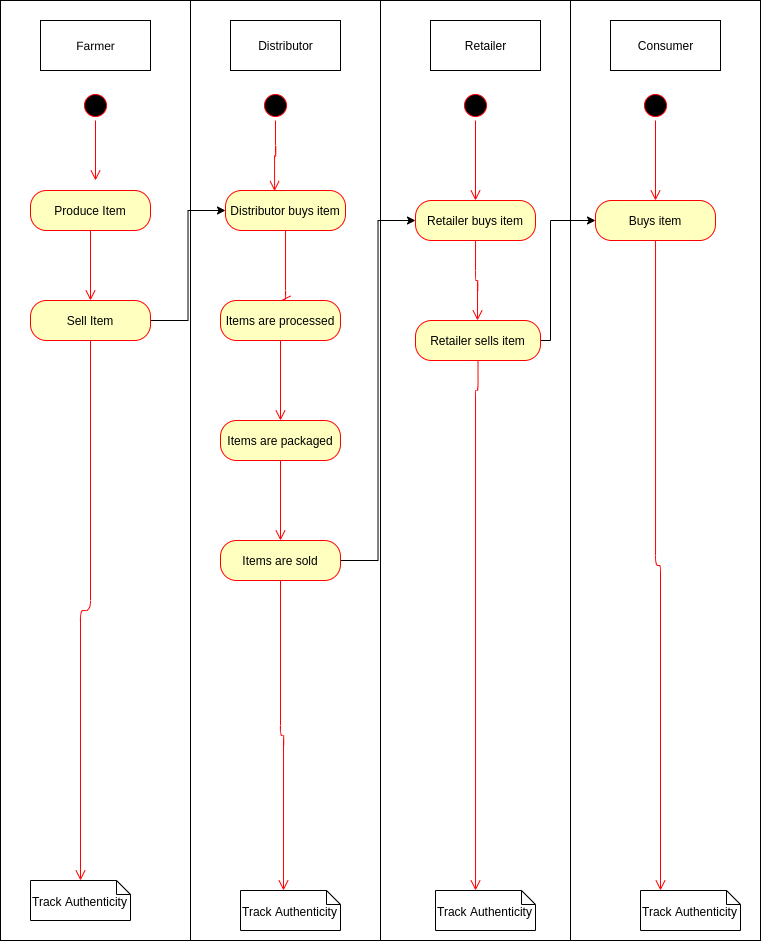 Farmer
Distributor
Retailer
Consumer
Produce Item
Distributor buys item
Retailer buys item
Buys item
Sell Item
Items are processed
Retailer sells item
Items are packaged
Items are sold
Track Authenticity
Track Authenticity
Track Authenticity
Track Authenticity